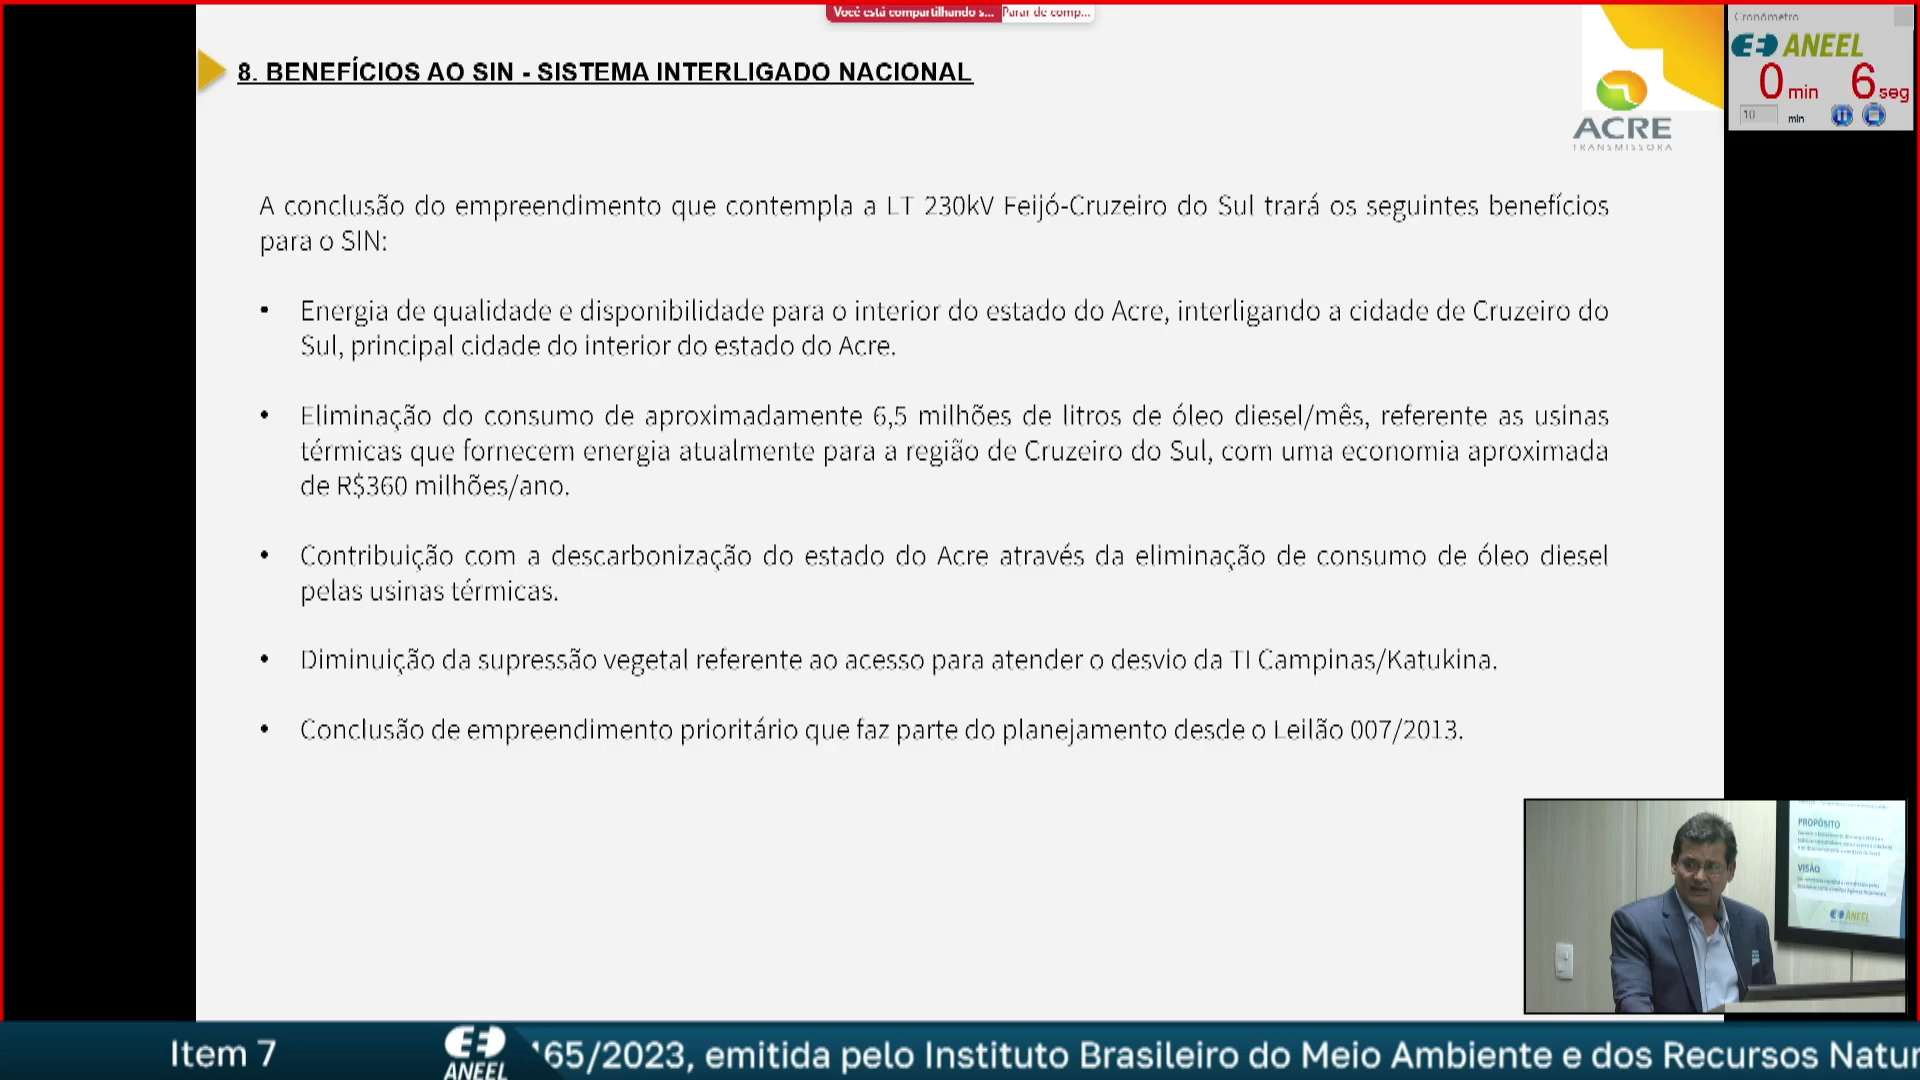 Você está compartilhando s... Parar de comp...
Cronômetro
ANEEL
0 min 6 seg
10 min
8. BENEFÍCIOS AO SIN - SISTEMA INTERLIGADO NACIONAL
ACRE
TRANSMISSORA
A conclusão do empreendimento que contempla a LT 230kV Feijó-Cruzeiro do Sul trará os seguintes benefícios
para o SIN:
• Energia de qualidade e disponibilidade para o interior do estado do Acre, interligando a cidade de Cruzeiro do
Sul, principal cidade do interior do estado do Acre.
• Eliminação do consumo de aproximadamente 6,5 milhões de litros de óleo diesel/mês, referente as usinas
térmicas que fornecem energia atualmente para a região de Cruzeiro do Sul, com uma economia aproximada
de R$360 milhões/ano.
• Contribuição com a descarbonização do estado do Acre através da eliminação de consumo de óleo diesel
pelas usinas térmicas.
• Diminuição da supressão vegetal referente ao acesso para atender o desvio da TI Campinas/Katukina.
• Conclusão de empreendimento prioritário que faz parte do planejamento desde o Leilão 007/2013.
PROPÓSITO
VISÃO
ANEEL
Item 7
ANEEL
165/2023, emitida pelo Instituto Brasileiro do Meio Ambiente e dos Recursos Natur